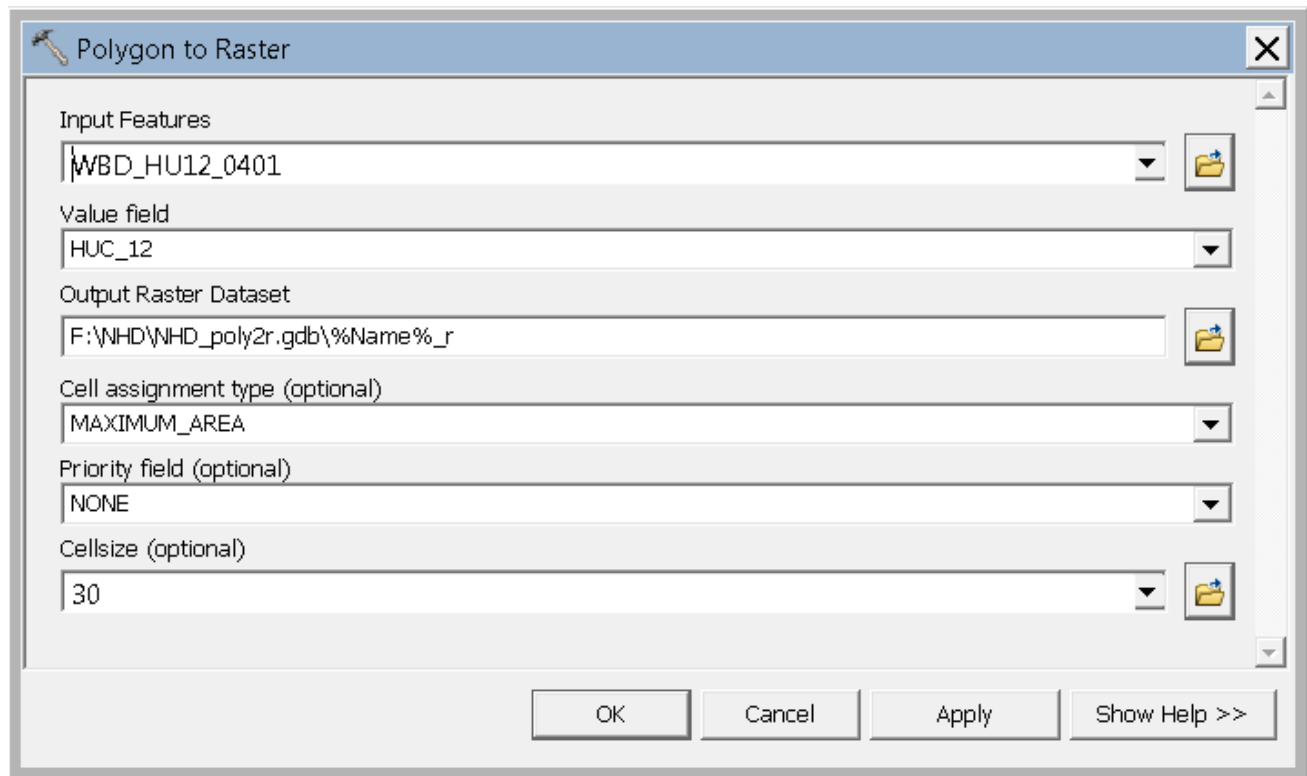 Polygon to Raster
Input Features
WBD_HU12_0401
Value field
HUC_12
Output Raster Dataset
F:\NHD\NHD_poly2r.gdb\%Name%_r
Cell assignment type (optional)
MAXIMUM_AREA
Priority field (optional)
NONE
Cellsize (optional)
30
OK Cancel Apply Show Help >>